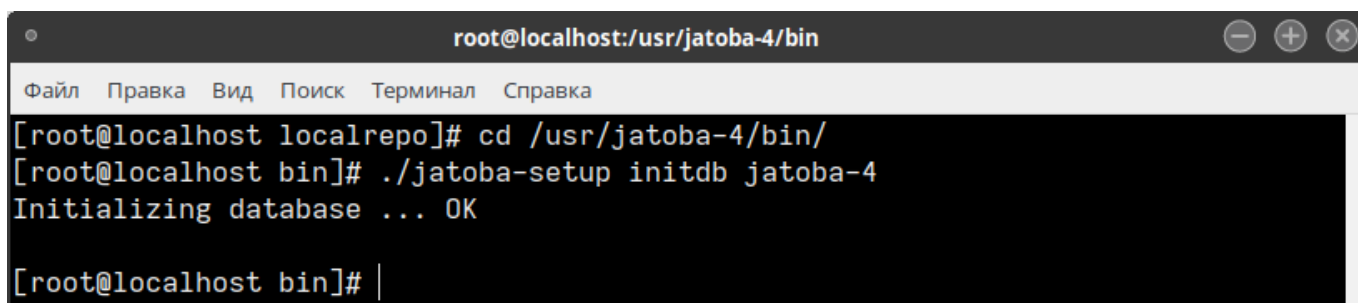 root@localhost:/usr/jatoba-4/bin
Файл Правка Вид Поиск Терминал Справка
[root@localhost localrepo]# cd /usr/jatoba-4/bin/
[root@localhost bin]# ./jatoba-setup initdb jatoba-4
Initializing database ... OK
[root@localhost bin]#